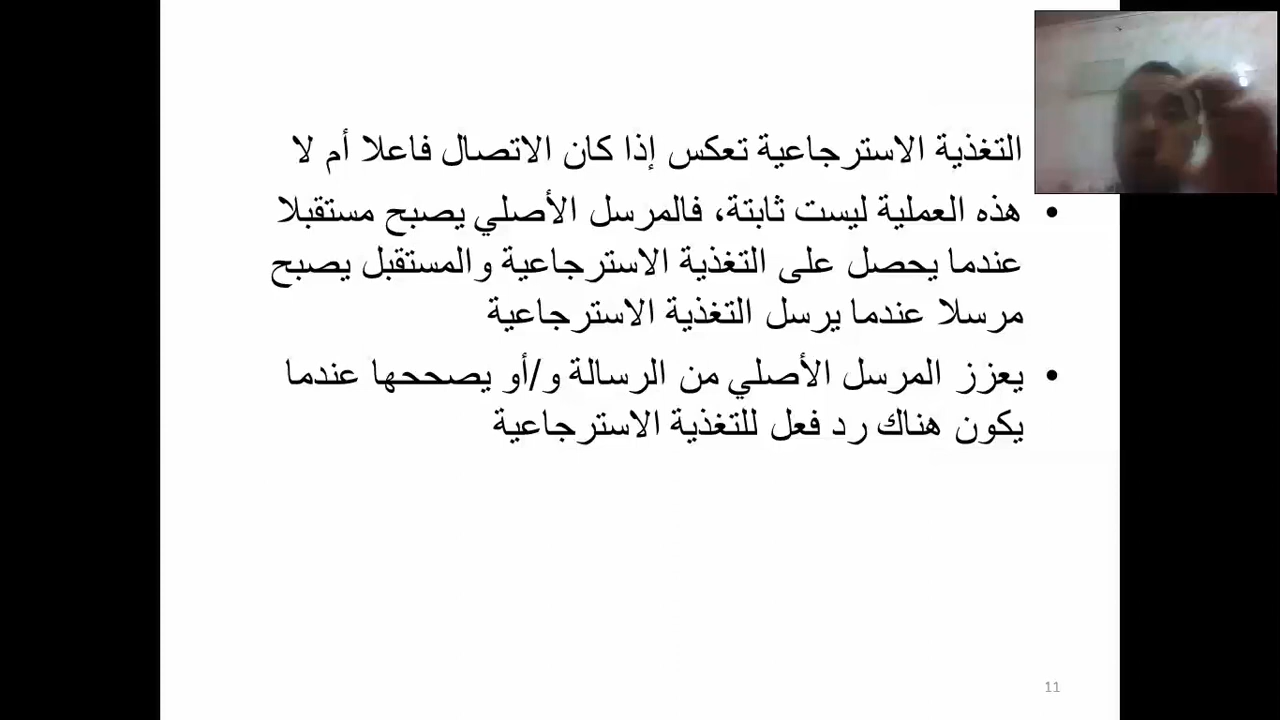 التغذية الاسترجاعية تعكس إذا كان الاتصال فاعلا أم لا
• هذه العملية ليست ثابتة، فالمرسل الأصلي يصبح مستقبلا
عندما يحصل على التغذية الاسترجاعية والمستقبل يصبح
مرسلا عندما يرسل التغذية الاسترجاعية
• يعزز المرسل الأصلي من الرسالة و/أو يصححها عندما
يكون هناك رد فعل للتغذية الاسترجاعية
11